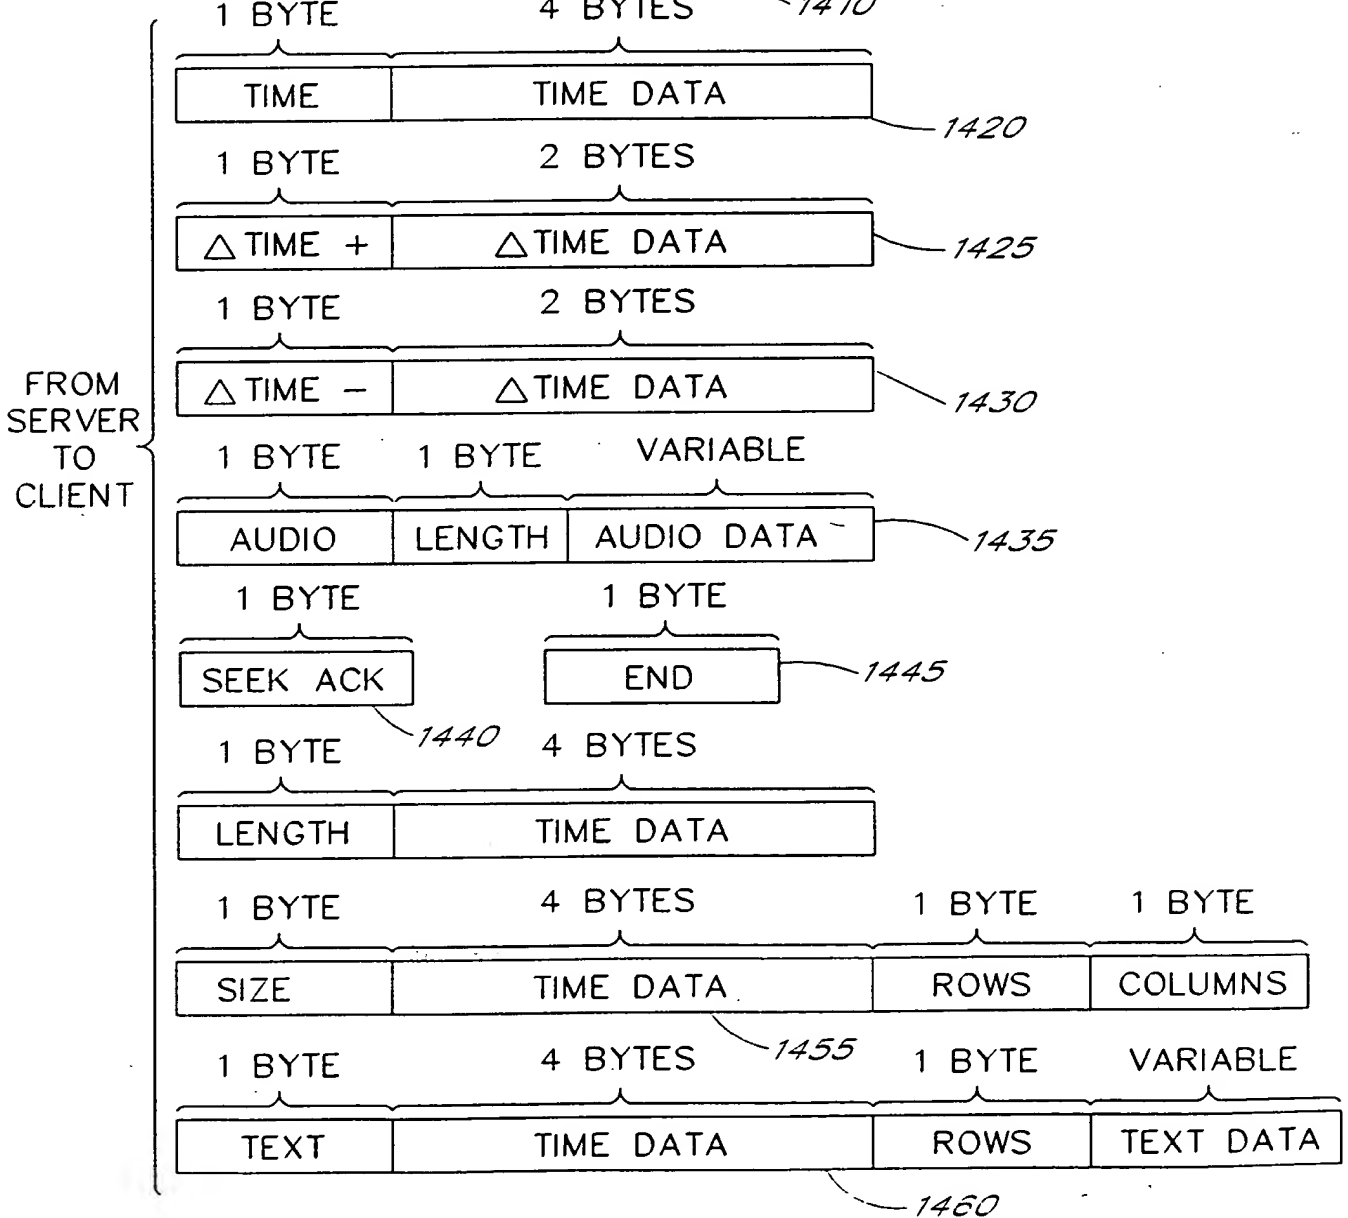 1 BYTE 4 BYTES 1410
TIME TIME DATA
1420
1 BYTE 2 BYTES
△ TIME + △ TIME DATA
1425
1 BYTE 2 BYTES
△ TIME − △ TIME DATA
1430
FROM
SERVER
TO
CLIENT
1 BYTE 1 BYTE VARIABLE
AUDIO LENGTH AUDIO DATA
1435
1 BYTE 1 BYTE
SEEK ACK END
1445
1440
1 BYTE 4 BYTES
LENGTH TIME DATA
1 BYTE 4 BYTES 1 BYTE 1 BYTE
SIZE TIME DATA ROWS COLUMNS
1455
1 BYTE 4 BYTES 1 BYTE VARIABLE
TEXT TIME DATA ROWS TEXT DATA
1460